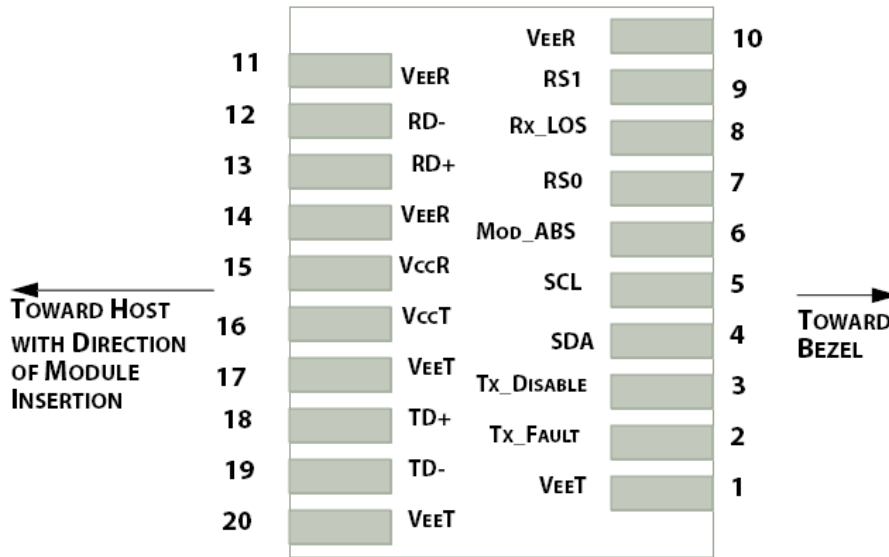 11 VEER
12 RD-
13 RD+
14 VEER
15 VCCR
16 VCCT
17 VEET
18 TD+
19 TD-
20 VEET
VEER 10
RS1 9
RX_LOS 8
RS0 7
MOD_ABS 6
SCL 5
SDA 4
TX_DISABLE 3
TX_FAULT 2
VEET 1
TOWARD HOST
WITH DIRECTION
OF MODULE
INSERTION
TOWARD
BEZEL